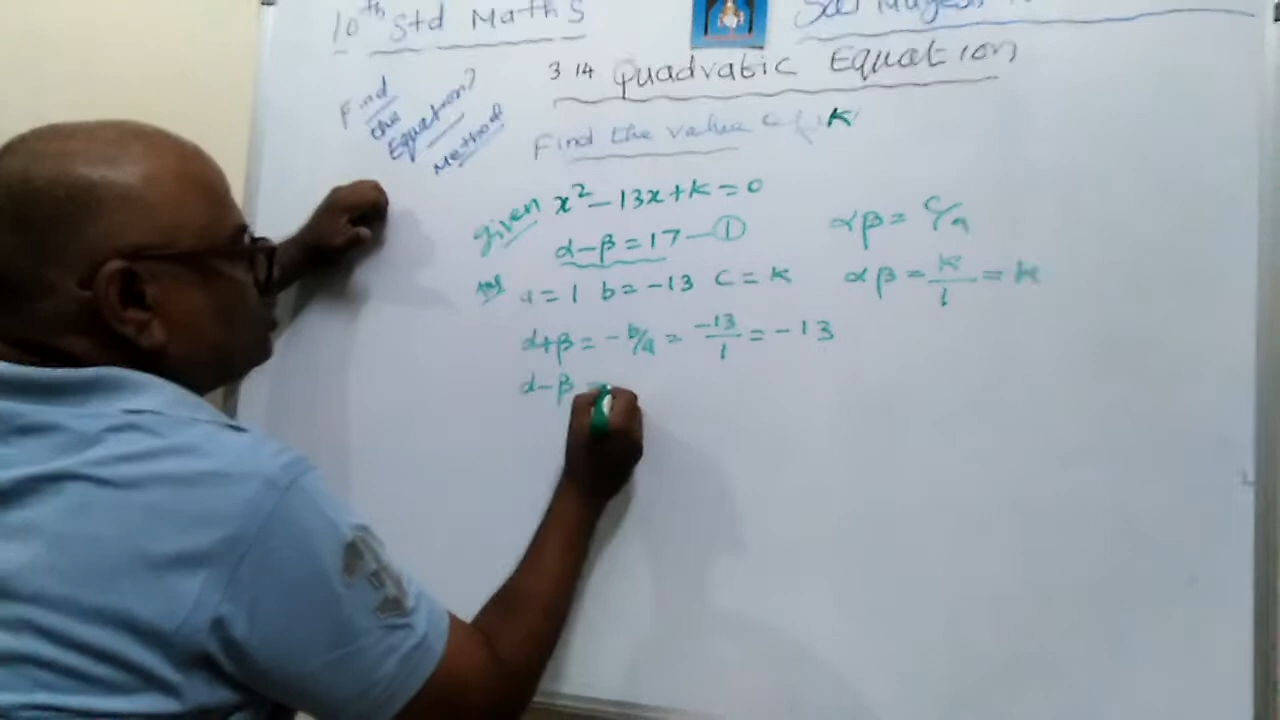 10th Std Maths
3.14 Quadratic Equation
Find the Equation? Method
Find the value of K
Given x² - 13x + k = 0
α - β = 17 — ①
Ans a = 1 b = -13 c = k
α+β = -b/a = -13/1 = -13
α - β =
αβ = c/a
αβ = k/1 = k